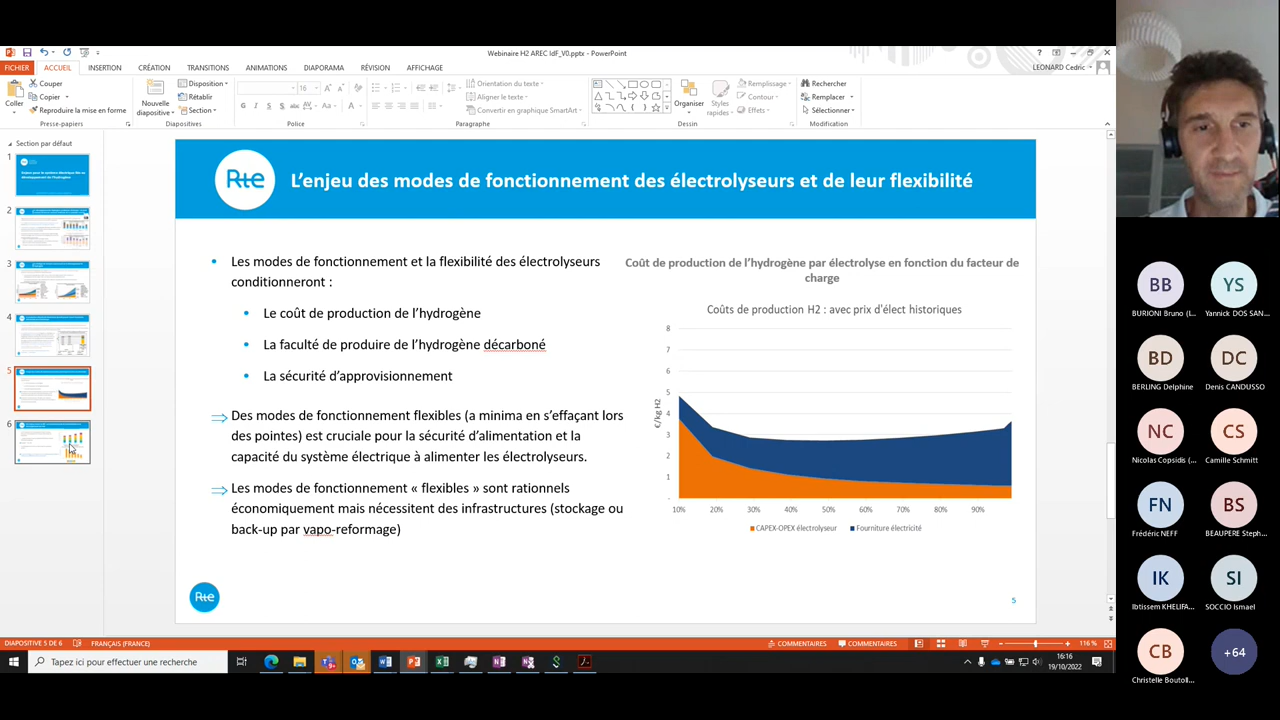 Webinaire H2 AREC IdF_V0.pptx - PowerPoint
FICHIER ACCUEIL INSERTION CRÉATION TRANSITIONS ANIMATIONS DIAPORAMA RÉVISION AFFICHAGE
LEONARD Cedric
Coller
Couper
Copier
Reproduire la mise en forme
Presse-papiers
Nouvelle
diapositive
Disposition
Rétablir
Section
Diapositives
16
G I S S abc
Police
Orientation du texte
Aligner le texte
Convertir en graphique SmartArt
Paragraphe
Organiser
Styles
rapides
Remplissage
Contour
Effets
Dessin
Rechercher
Remplacer
Sélectionner
Modification
Section par défaut
1
2
3
4
5
6
Rte
L'enjeu des modes de fonctionnement des électrolyseurs et de leur flexibilité
• Les modes de fonctionnement et la flexibilité des électrolyseurs
conditionneront :
• Le coût de production de l'hydrogène
• La faculté de produire de l'hydrogène décarboné
• La sécurité d'approvisionnement
⇒ Des modes de fonctionnement flexibles (a minima en s'effaçant lors
des pointes) est cruciale pour la sécurité d'alimentation et la
capacité du système électrique à alimenter les électrolyseurs.
⇒ Les modes de fonctionnement « flexibles » sont rationnels
économiquement mais nécessitent des infrastructures (stockage ou
back-up par vapo-reformage)
Coût de production de l'hydrogène par électrolyse en fonction du facteur de
charge
Coûts de production H2 : avec prix d'élect historiques
€/kg H2
8
7
6
5
4
3
2
1
-
10% 20% 30% 40% 50% 60% 70% 80% 90%
CAPEX-OPEX électrolyseur Fourniture électricité
Rte
5
DIAPOSITIVE 5 DE 6 FRANÇAIS (FRANCE)
COMMENTAIRES COMMENTAIRES 116 %
Tapez ici pour effectuer une recherche
16:16
19/10/2022
BB YS
BURIONI Bruno (L... Yannick DOS SAN...
BD DC
BERLING Delphine Denis CANDUSSO
NC CS
Nicolas Copsidis (... Camille Schmitt
FN BS
Frédéric NEFF BEAUPERE Steph...
IK SI
Ibtissem KHELIFA... SOCCIO Ismael
CB +64
Christelle Boutoll...